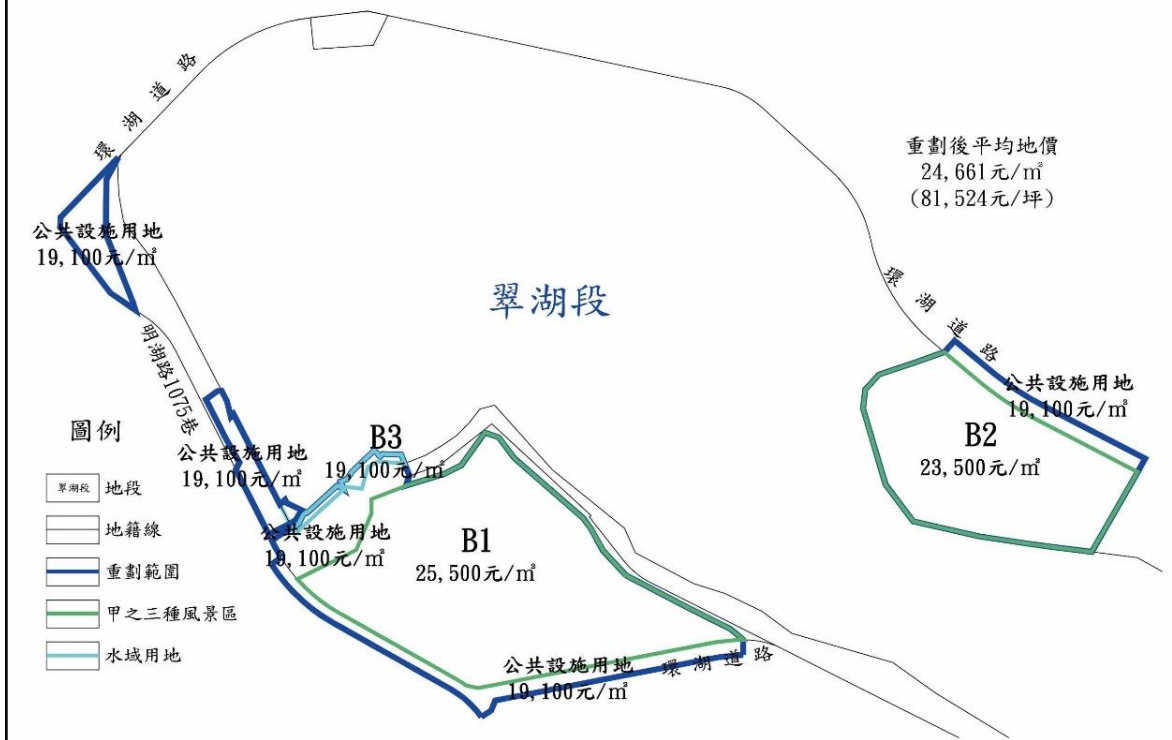 環湖道路
重劃後平均地價
24,661元/㎡
(81,524元/坪)
公共設施用地
19,100元/㎡
翠湖段
環湖道路
明湖路1075巷
公共設施用地
19,100元/㎡
B2
23,500元/㎡
圖例
公共設施用地
19,100元/㎡
B3
19,100元/㎡
翠湖段 地段
地籍線
公共設施用地
19,100元/㎡
B1
25,500元/㎡
重劃範圍
甲之三種風景區
水域用地
公共設施用地
19,100元/㎡
環湖道路